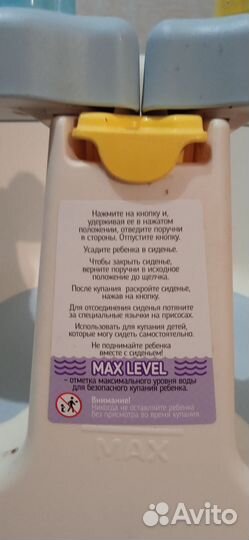 Нажмите на кнопку и,
удерживая ее в нажатом
положении, отведите поручни
в стороны. Отпустите кнопку.
Усадите ребенка в сиденье.
Чтобы закрыть сиденье,
верните поручни в исходное
положение до щелчка.
После купания раскройте сиденье,
нажав на кнопку.
Для отсоединения сиденья потяните
за специальные язычки на присосах.
Использовать для купания детей,
которые могу сидеть самостоятельно.
Не поднимайте ребенка
вместе с сиденьем!
MAX LEVEL
– отметка максимального уровня воды
для безопасного купания ребенка.
Внимание!
Никогда не оставляйте ребенка
без присмотра во время купания.
MAX
Avito